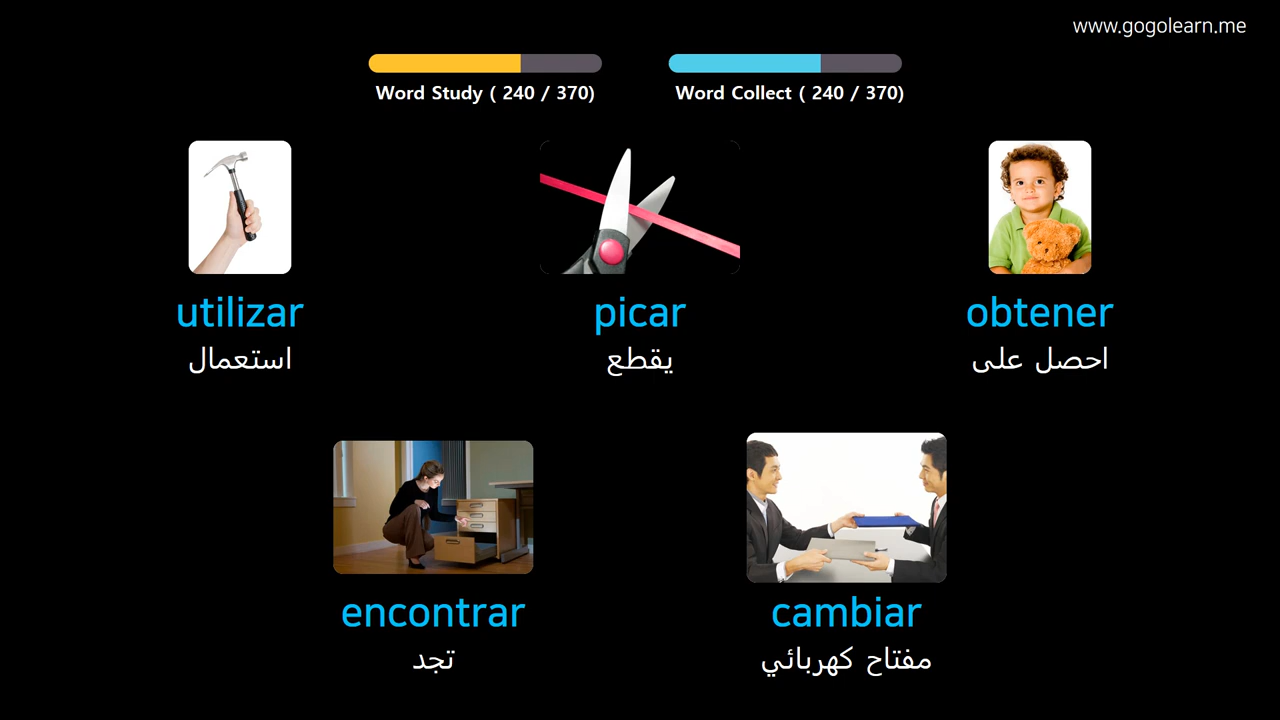 www.gogolearn.me
Word Study ( 240 / 370)
Word Collect ( 240 / 370)
utilizar
استعمال
picar
يقطع
obtener
احصل على
encontrar
تجد
cambiar
مفتاح كهربائي